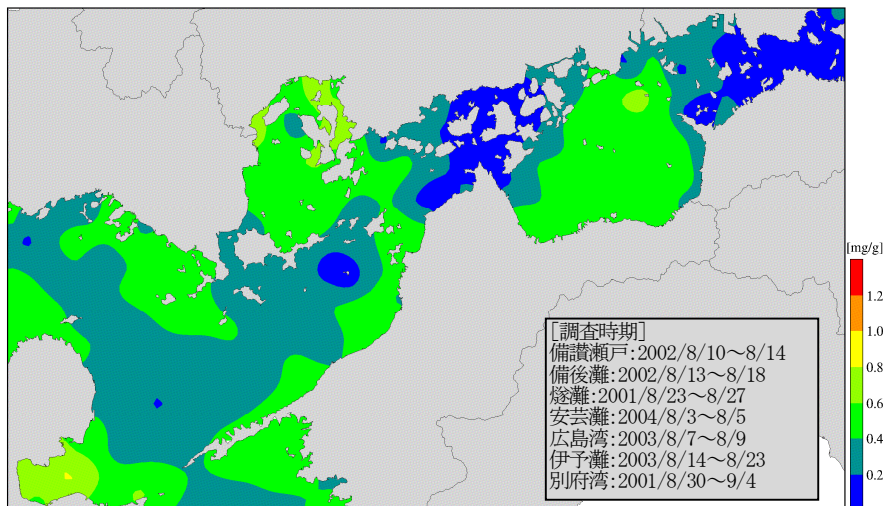 [mg/g]
1.2
1.0
0.8
0.6
0.4
0.2
[調査時期]
備讃瀬戸:2002/8/10～8/14
備後灘:2002/8/13～8/18
燧灘:2001/8/23～8/27
安芸灘:2004/8/3～8/5
広島湾:2003/8/7～8/9
伊予灘:2003/8/14～8/23
別府湾:2001/8/30～9/4